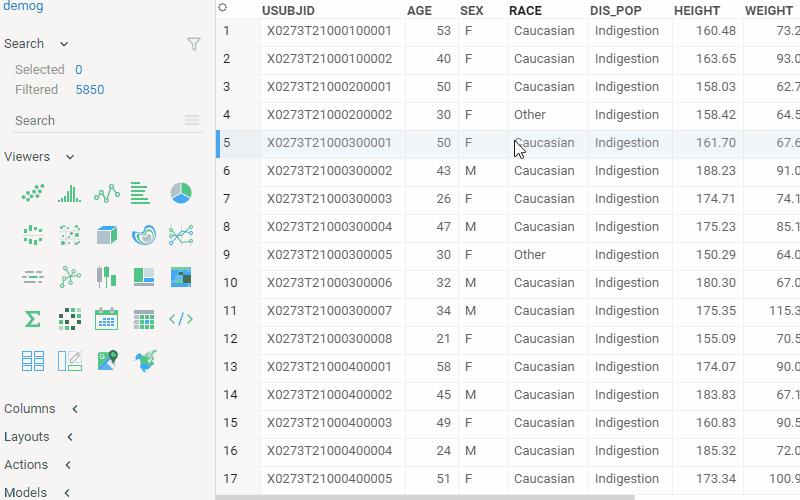 demog
Search
Selected 0
Filtered 5850
Search
Viewers
Columns
Layouts
Actions
Models
USUBJID AGE SEX RACE DIS_POP HEIGHT WEIGHT
1 X0273T21000100001 53 F Caucasian Indigestion 160.48 73.2
2 X0273T21000100002 40 F Caucasian Indigestion 163.65 93.0
3 X0273T21000200001 50 F Caucasian Indigestion 158.03 62.7
4 X0273T21000200002 30 F Other Indigestion 158.42 64.5
5 X0273T21000300001 50 F Caucasian Indigestion 161.70 67.6
6 X0273T21000300002 43 M Caucasian Indigestion 188.23 91.0
7 X0273T21000300003 26 F Caucasian Indigestion 174.71 74.1
8 X0273T21000300004 47 M Caucasian Indigestion 175.23 85.1
9 X0273T21000300005 30 F Other Indigestion 150.29 64.0
10 X0273T21000300006 32 M Caucasian Indigestion 180.30 67.0
11 X0273T21000300007 34 M Caucasian Indigestion 175.35 115.3
12 X0273T21000300008 21 F Caucasian Indigestion 155.09 70.5
13 X0273T21000400001 58 F Caucasian Indigestion 174.07 90.0
14 X0273T21000400002 45 M Caucasian Indigestion 183.83 67.1
15 X0273T21000400003 49 F Caucasian Indigestion 160.83 90.5
16 X0273T21000400004 24 M Caucasian Indigestion 185.32 72.0
17 X0273T21000400005 51 F Caucasian Indigestion 173.34 100.9